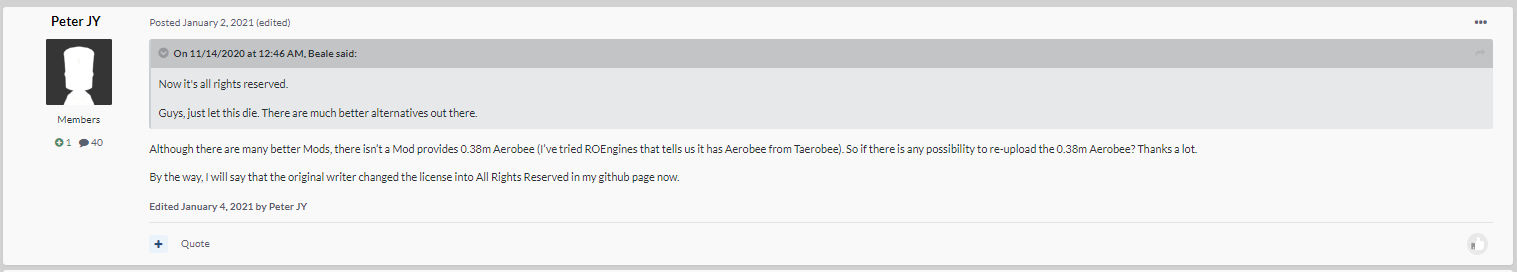 Peter JY
Posted January 2, 2021 (edited)
On 11/14/2020 at 12:46 AM, Beale said:
Now it's all rights reserved.
Guys, just let this die. There are much better alternatives out there.
Members
1 40
Although there are many better Mods, there isn't a Mod provides 0.38m Aerobee (I've tried ROEngines that tells us it has Aerobee from Taerobee). So if there is any possibility to re-upload the 0.38m Aerobee? Thanks a lot.
By the way, I will say that the original writer changed the license into All Rights Reserved in my github page now.
Edited January 4, 2021 by Peter JY
+ Quote